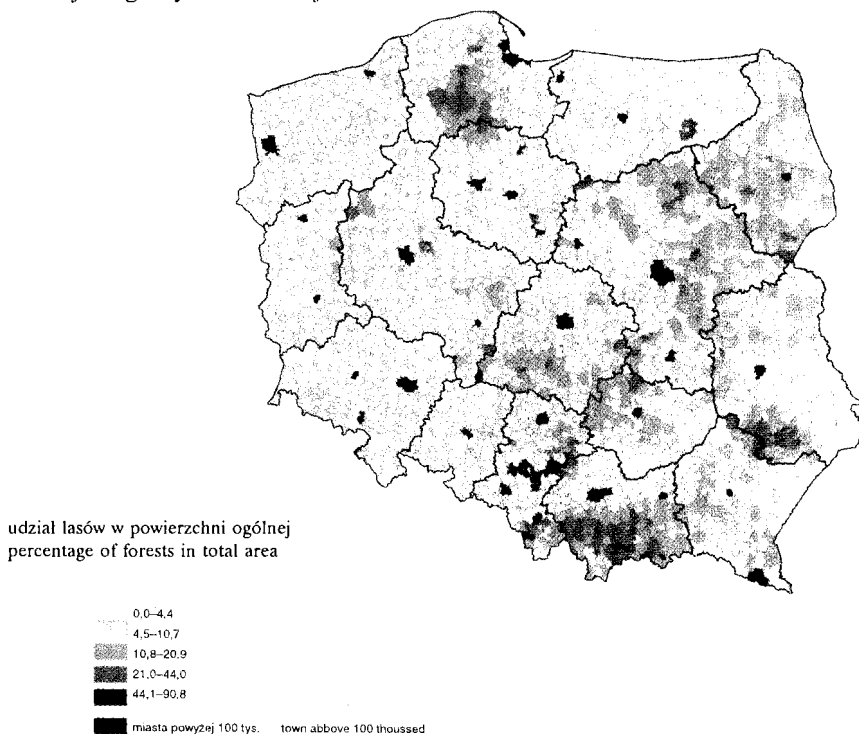 udział lasów w powierzchni ogólnej
percentage of forests in total area
0,0–4,4
4,5–10,7
10,8–20,9
21,0–44,0
44,1–90,8
miasta powyżej 100 tys. town abbove 100 thoussed